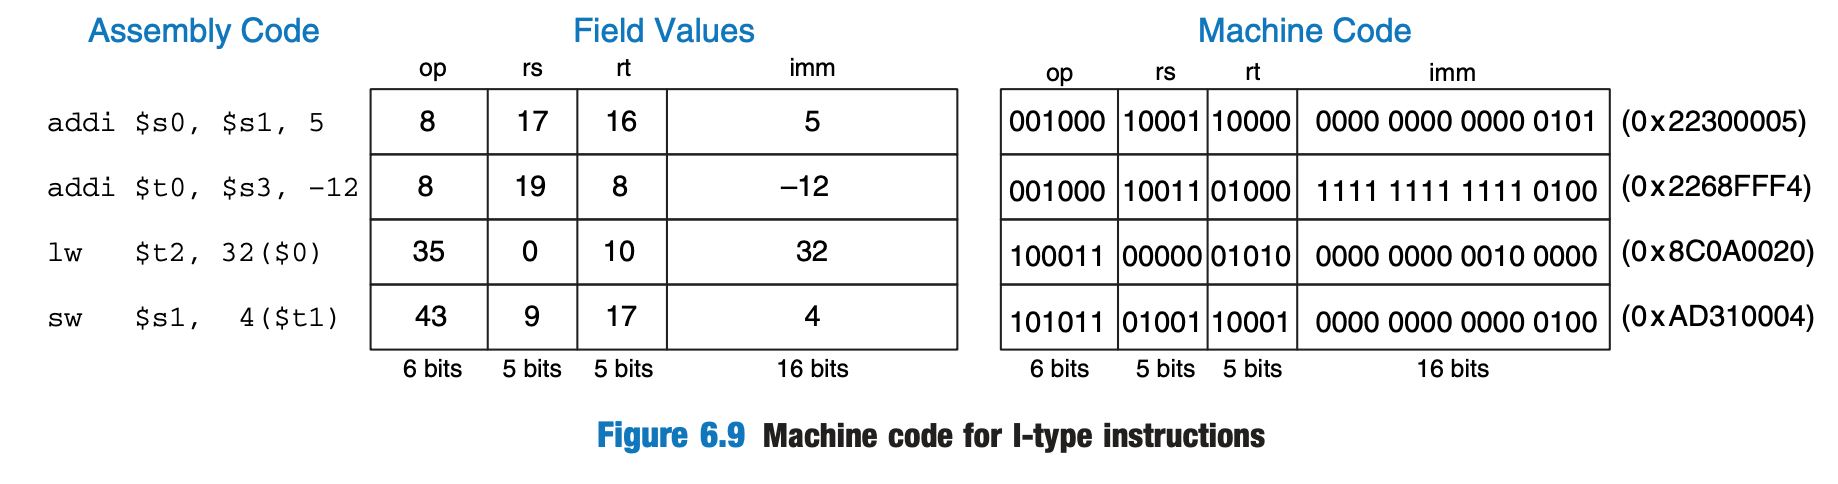 Assembly Code Field Values Machine Code
op rs rt imm op rs rt imm
addi $s0, $s1, 5 8 17 16 5 001000 10001 10000 0000 0000 0000 0101 (0x22300005)
addi $t0, $s3, –12 8 19 8 –12 001000 10011 01000 1111 1111 1111 0100 (0x2268FFF4)
lw $t2, 32($0) 35 0 10 32 100011 00000 01010 0000 0000 0010 0000 (0x8C0A0020)
sw $s1, 4($t1) 43 9 17 4 101011 01001 10001 0000 0000 0000 0100 (0xAD310004)
6 bits 5 bits 5 bits 16 bits 6 bits 5 bits 5 bits 16 bits
Figure 6.9 Machine code for I-type instructions